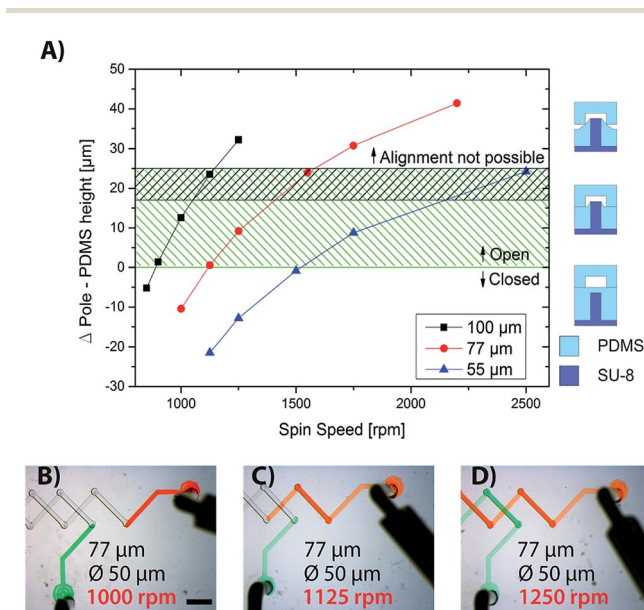 A)
Δ Pole - PDMS height [µm]
50
40
30
20
10
0
-10
-20
-30
Alignment not possible
Open
Closed
100 µm
77 µm
55 µm
1000
1500
2000
2500
Spin Speed [rpm]
PDMS
SU-8
B)
77 µm
Ø 50 µm
1000 rpm
C)
77 µm
Ø 50 µm
1125 rpm
D)
77 µm
Ø 50 µm
1250 rpm